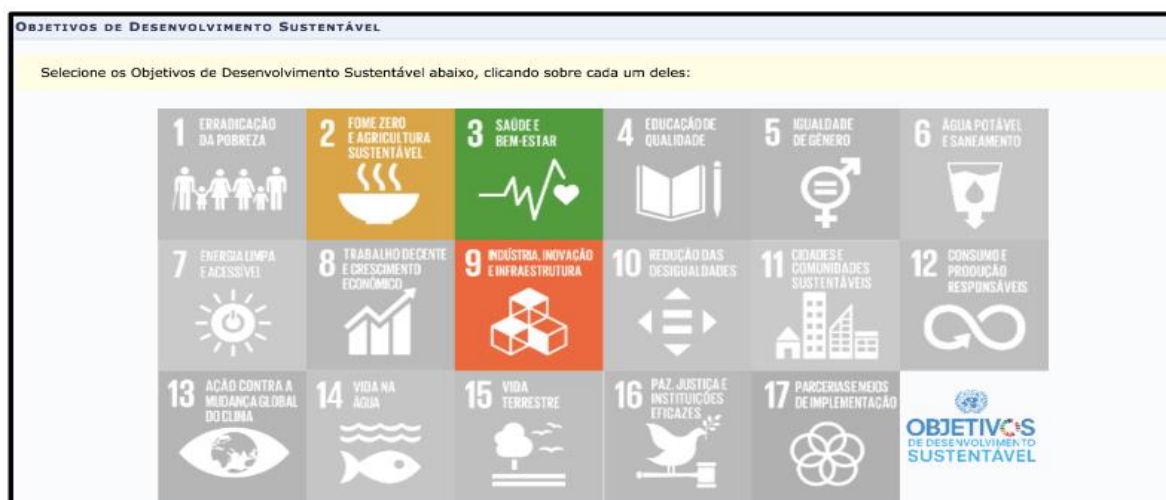 OBJETIVOS DE DESENVOLVIMENTO SUSTENTÁVEL
Selecione os Objetivos de Desenvolvimento Sustentável abaixo, clicando sobre cada um deles:
1 ERRADICAÇÃO
DA POBREZA
2 FOME ZERO
E AGRICULTURA
SUSTENTÁVEL
3 SAÚDE E
BEM-ESTAR
4 EDUCAÇÃO DE
QUALIDADE
5 IGUALDADE
DE GÊNERO
6 ÁGUA POTÁVEL
E SANEAMENTO
7 ENERGIA LIMPA
E ACESSÍVEL
8 TRABALHO DECENTE
E CRESCIMENTO
ECONÔMICO
9 INDÚSTRIA, INOVAÇÃO
E INFRAESTRUTURA
10 REDUÇÃO DAS
DESIGUALDADES
11 CIDADES E
COMUNIDADES
SUSTENTÁVEIS
12 CONSUMO E
PRODUÇÃO
RESPONSÁVEIS
13 AÇÃO CONTRA A
MUDANÇA GLOBAL
DO CLIMA
14 VIDA NA
ÁGUA
15 VIDA
TERRESTRE
16 PAZ, JUSTIÇA E
INSTITUIÇÕES
EFICAZES
17 PARCERIAS E MEIOS
DE IMPLEMENTAÇÃO
OBJETIVOS
DE DESENVOLVIMENTO
SUSTENTÁVEL